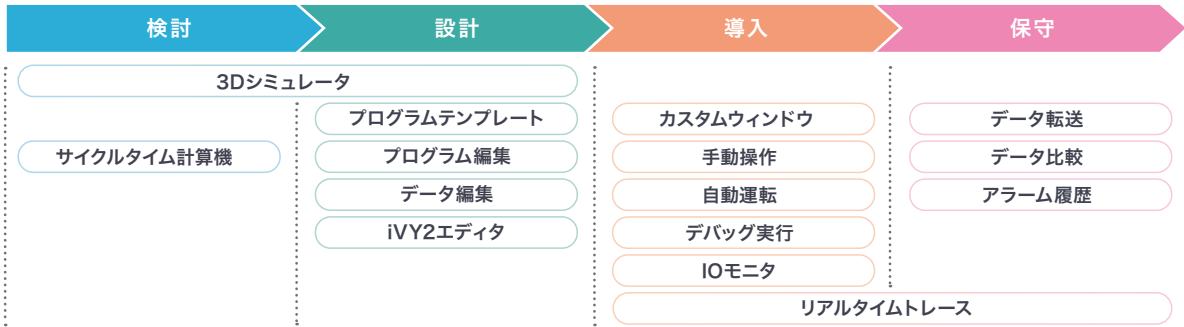 検討 設計 導入 保守
3Dシミュレータ
プログラムテンプレート カスタムウィンドウ データ転送
サイクルタイム計算機 プログラム編集 手動操作 データ比較
データ編集 自動運転 アラーム履歴
iVY2エディタ デバッグ実行
IOモニタ
リアルタイムトレース